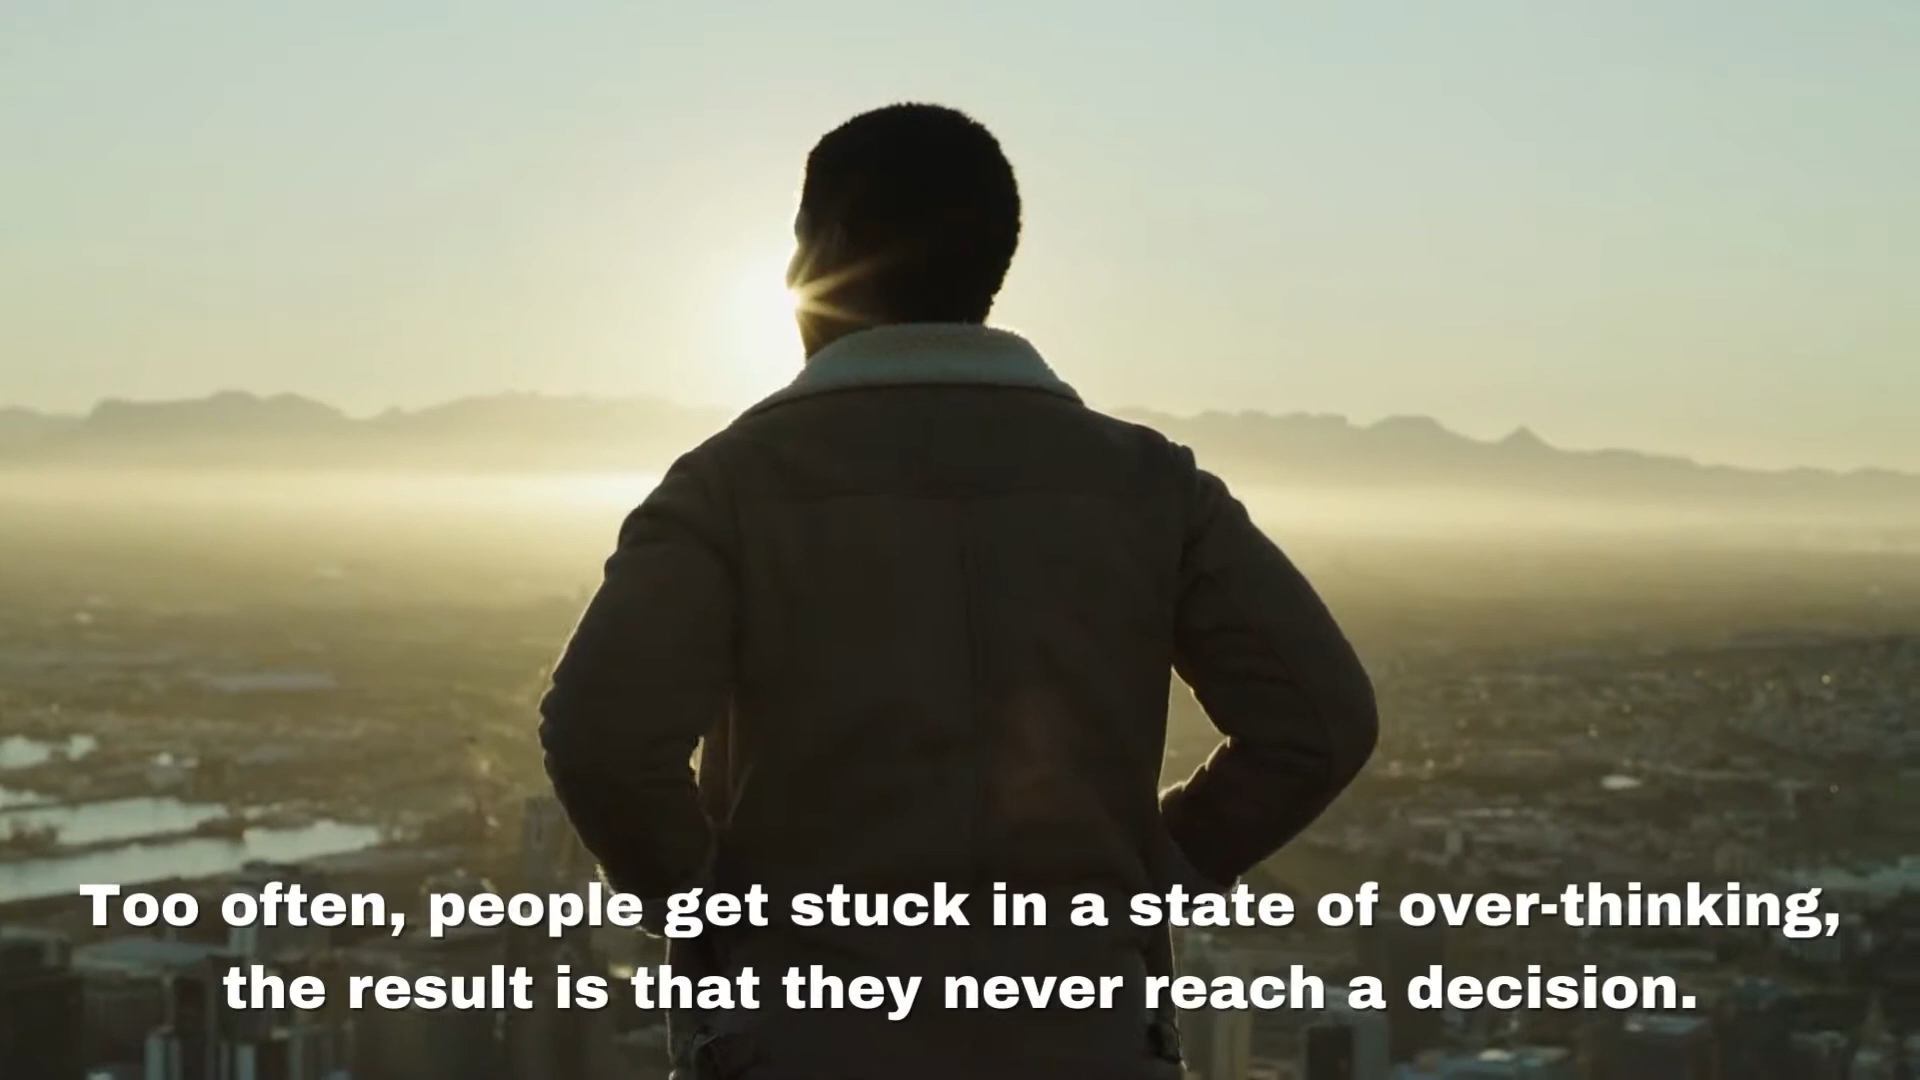 Too often, people get stuck in a state of over-thinking,
the result is that they never reach a decision.